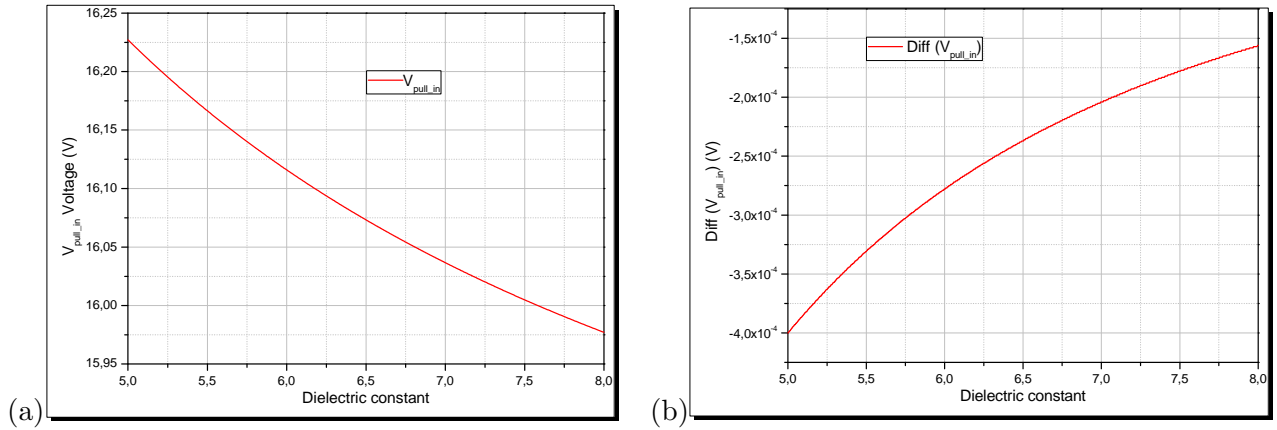 16,25
16,20
16,15
16,10
16,05
16,00
15,95
V_pull_in Voltage (V)
V_pull_in
5,0 5,5 6,0 6,5 7,0 7,5 8,0
Dielectric constant
(a)
-1,5x10^-4
-2,0x10^-4
-2,5x10^-4
-3,0x10^-4
-3,5x10^-4
-4,0x10^-4
Diff (V_pull_in) (V)
Diff (V_pull_in)
5,0 5,5 6,0 6,5 7,0 7,5 8,0
Dielectric constant
(b)